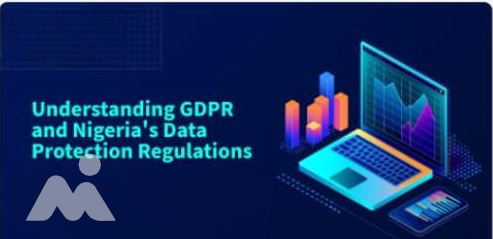 Understanding GDPR
and Nigeria's Data
Protection Regulations